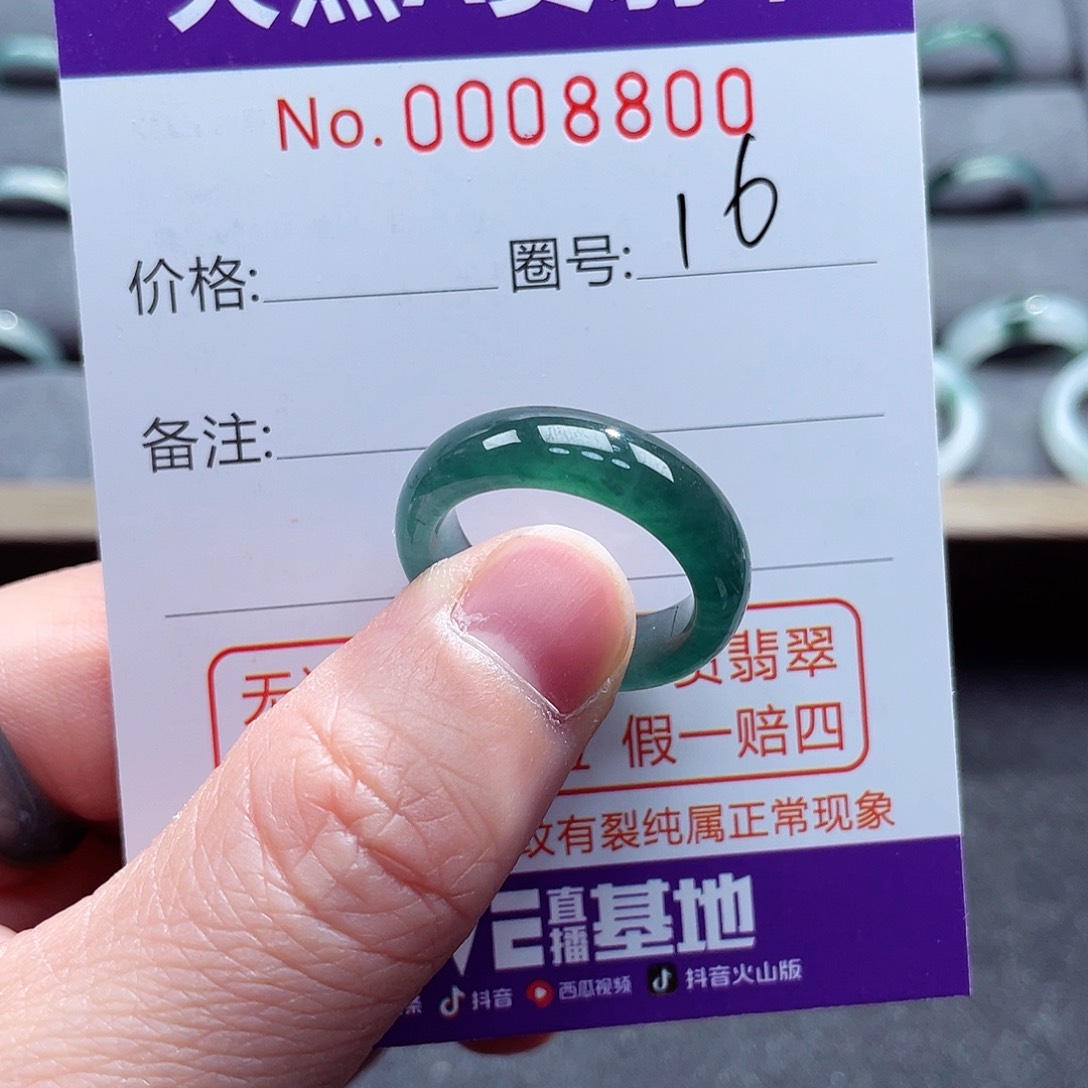 No.0008800
价格: 圈号: 16
备注:
翡翠
假一赔四
有裂纯属正常现象
直播基地
抖音 西瓜视频 抖音火山版